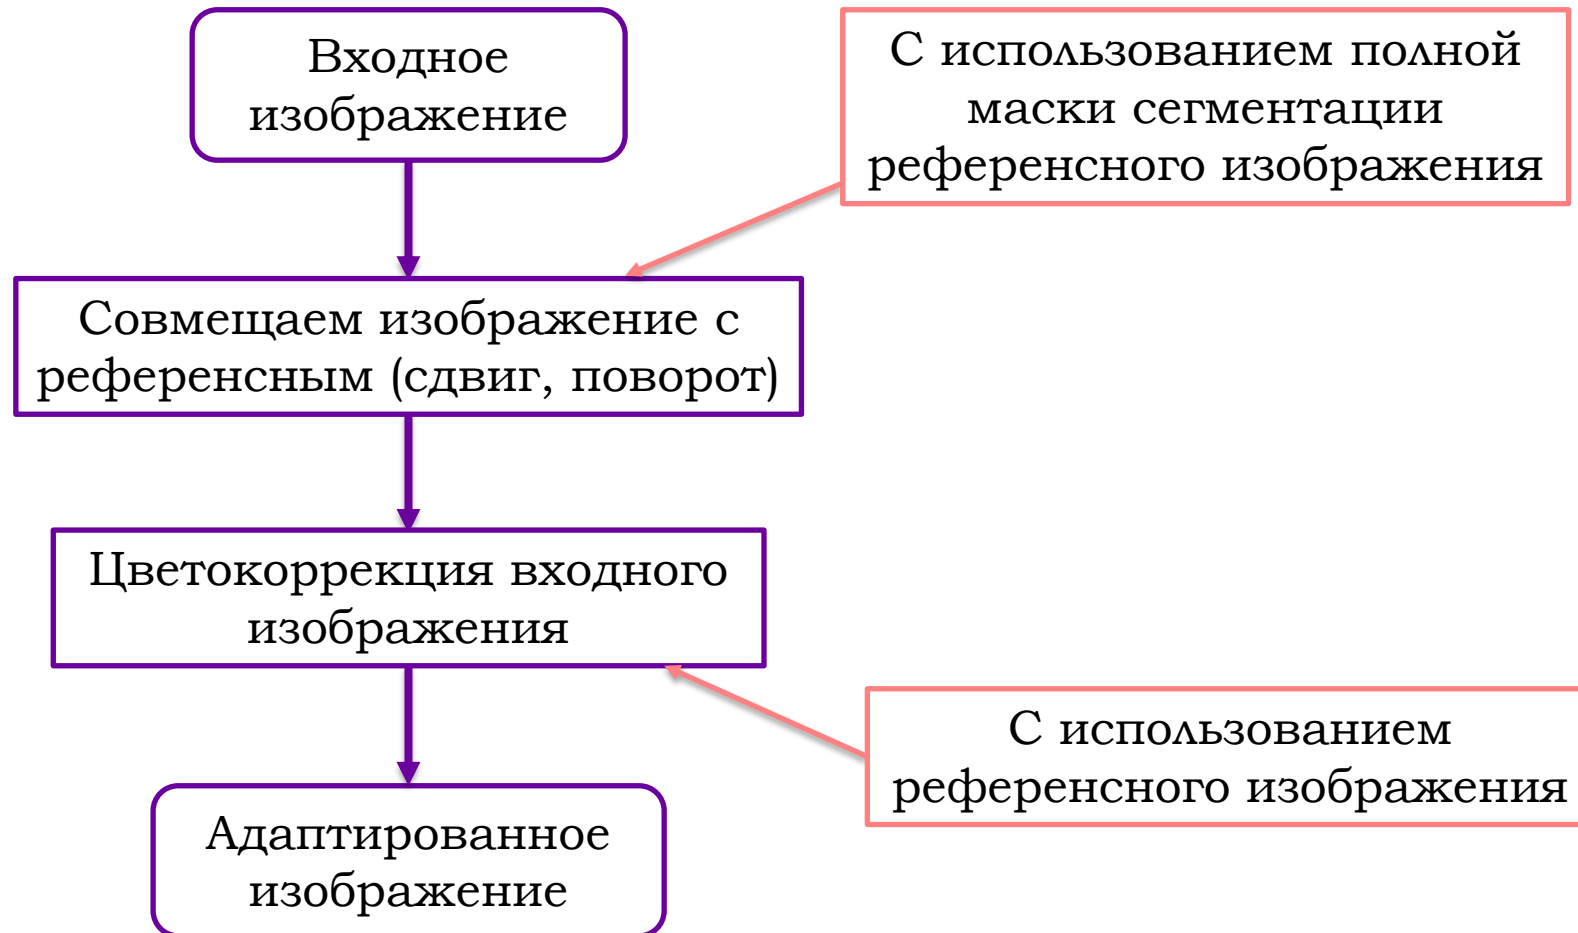 Входное
изображение
С использованием полной
маски сегментации
референсного изображения
Совмещаем изображение с
референсным (сдвиг, поворот)
Цветокоррекция входного
изображения
С использованием
референсного изображения
Адаптированное
изображение